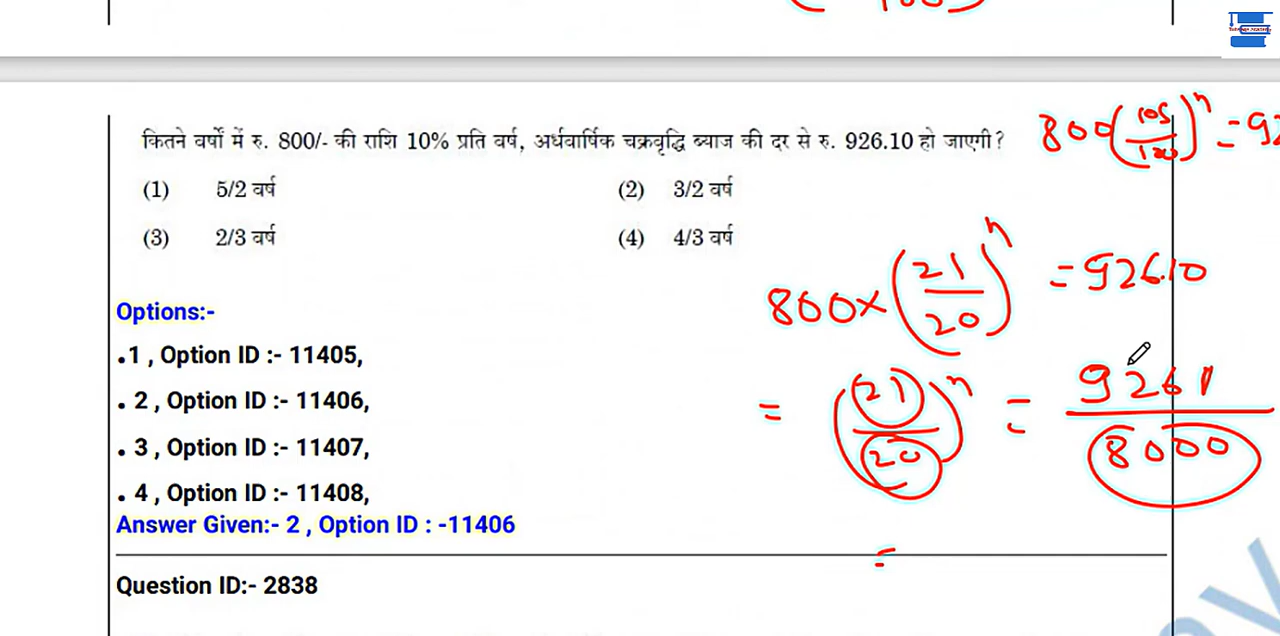 कितने वर्षों में रु. 800/- की राशि 10% प्रति वर्ष, अर्धवार्षिक चक्रवृद्धि ब्याज की दर से रु. 926.10 हो जाएगी?
800(105/100)^n = 92
(1) 5/2 वर्ष (2) 3/2 वर्ष
(3) 2/3 वर्ष (4) 4/3 वर्ष
800 × (21/20)^n = 926.10
Options:-
.1 , Option ID :- 11405,
= (21/20)^n = 9261/8000
. 2 , Option ID :- 11406,
. 3 , Option ID :- 11407,
. 4 , Option ID :- 11408,
Answer Given:- 2 , Option ID : -11406
=
Question ID:- 2838